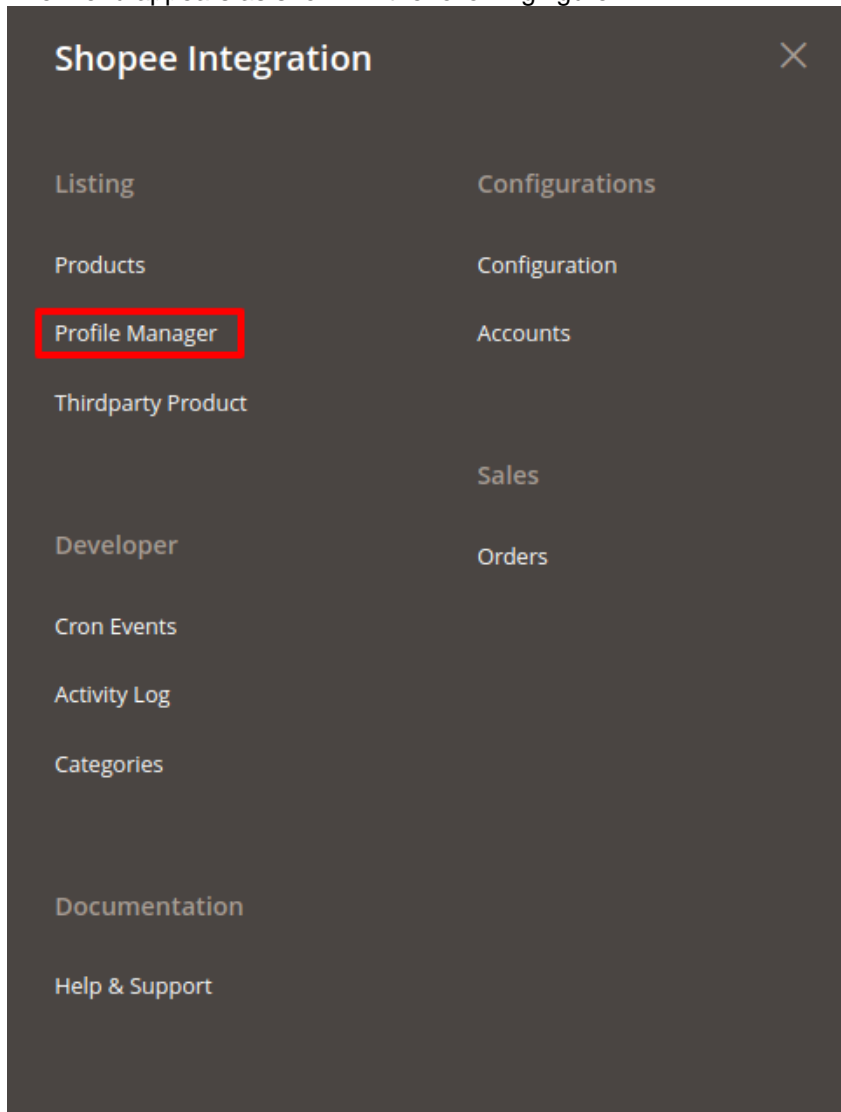 Shopee Integration
Listing
Products
Profile Manager
Thirdparty Product
Developer
Cron Events
Activity Log
Categories
Documentation
Help & Support
Configurations
Configuration
Accounts
Sales
Orders